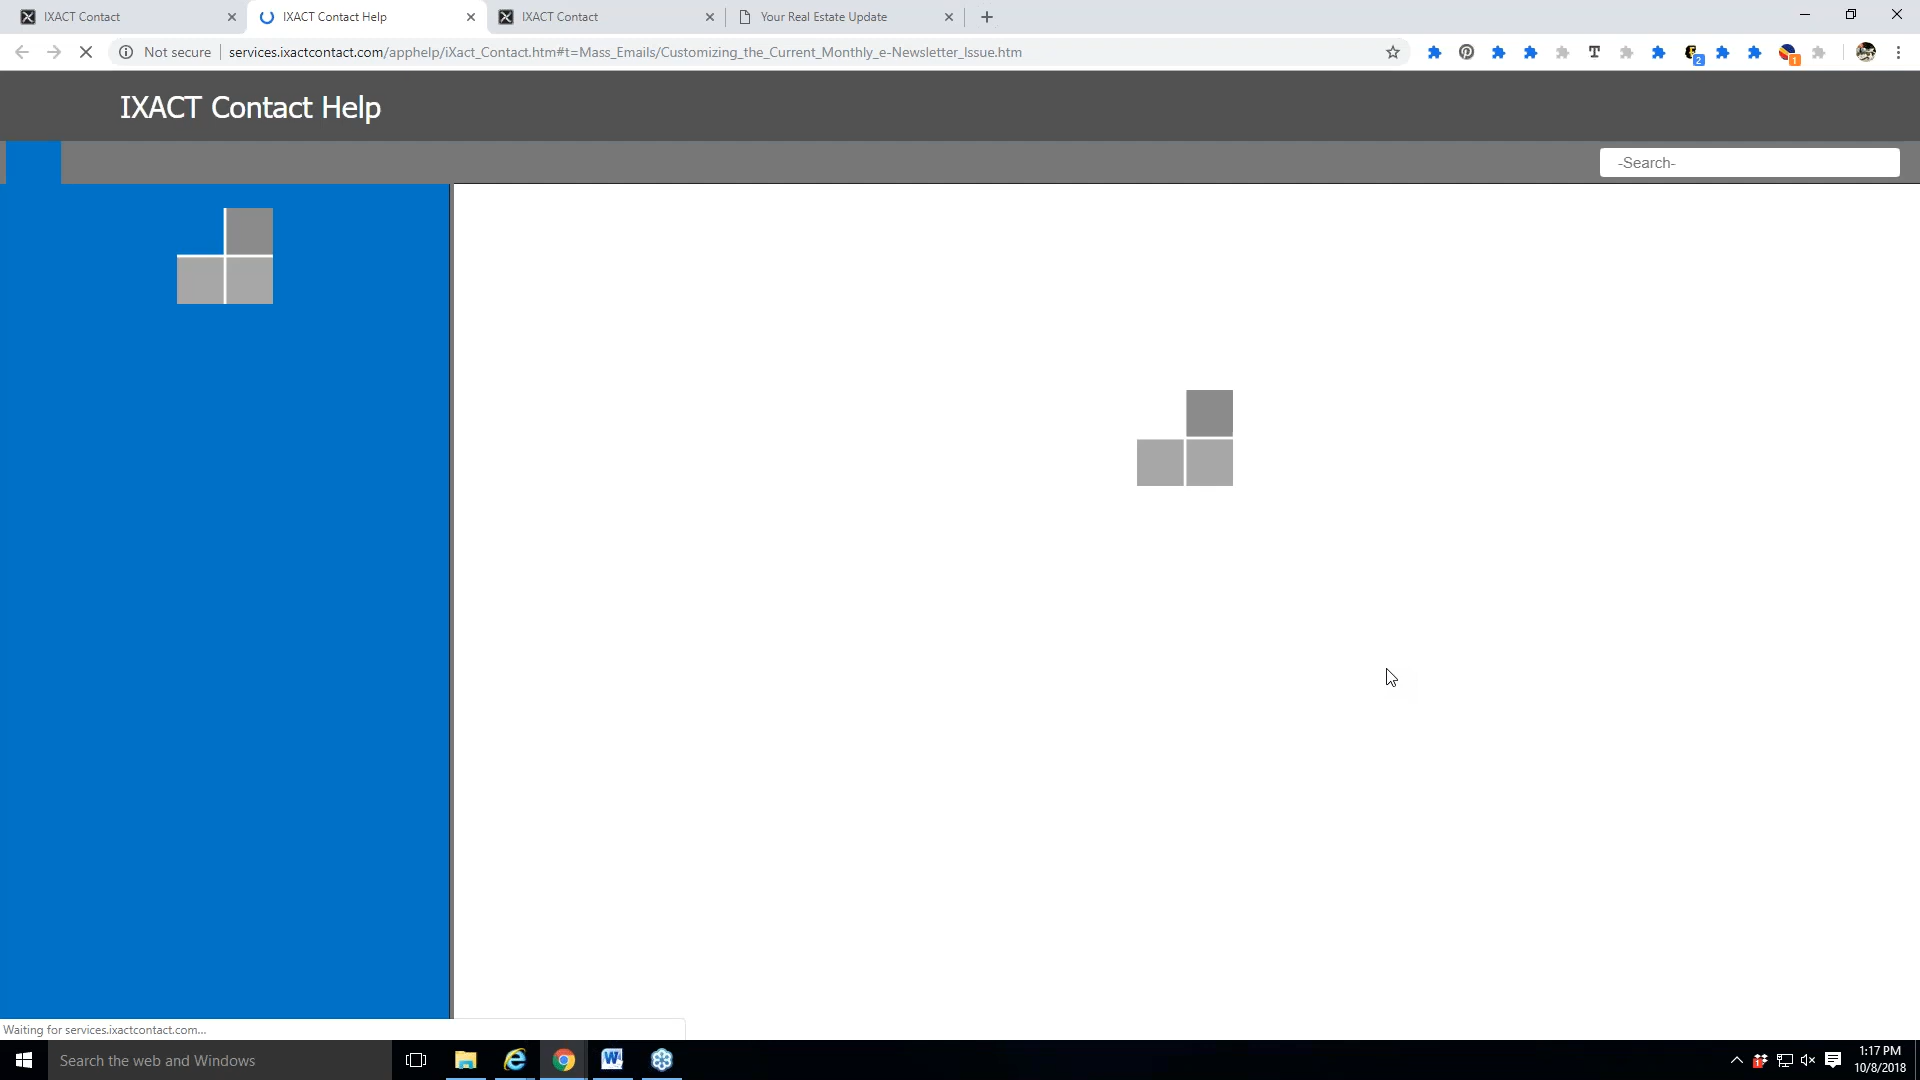 IXACT Contact
IXACT Contact Help
IXACT Contact
Your Real Estate Update
Not secure
services.ixactcontact.com/apphelp/iXact_Contact.htm#t=Mass_Emails/Customizing_the_Current_Monthly_e-Newsletter_Issue.htm
T
2
1
IXACT Contact Help
-Search-
Waiting for services.ixactcontact.com...
Search the web and Windows
1:17 PM
10/8/2018